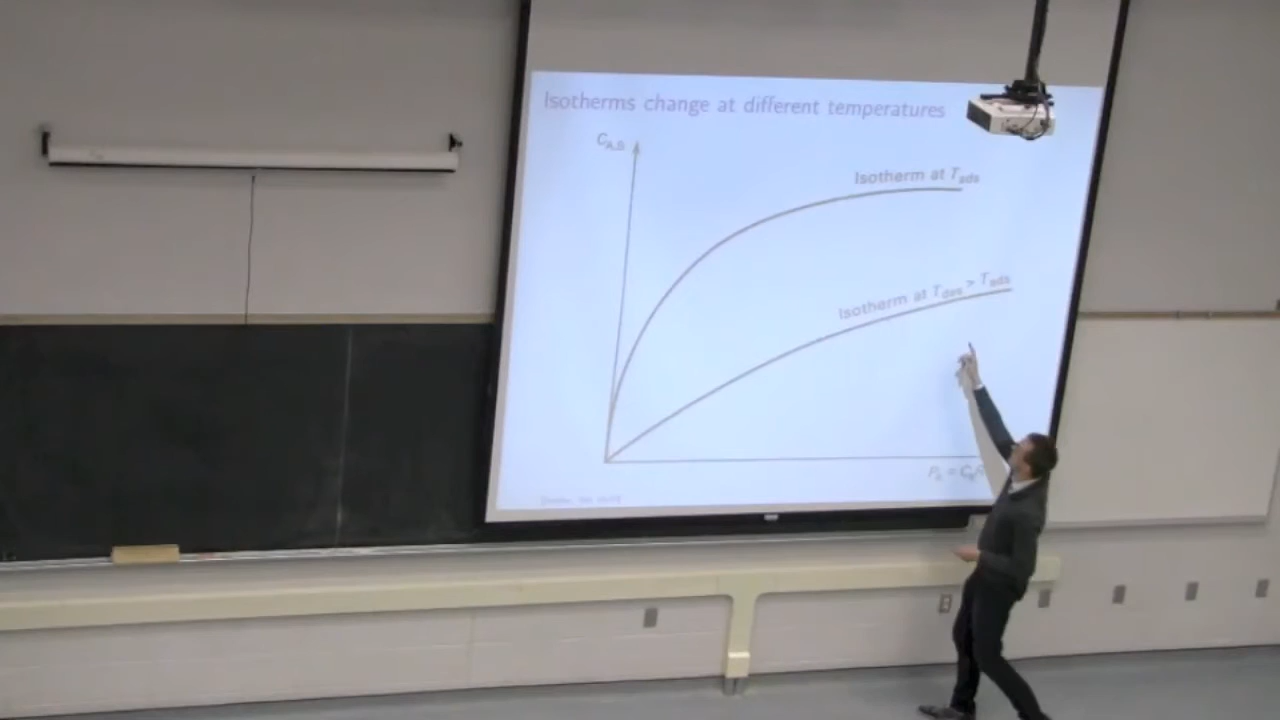 Isotherms change at different temperatures
C_A,S
Isotherm at T_ads
Isotherm at T_des > T_ads